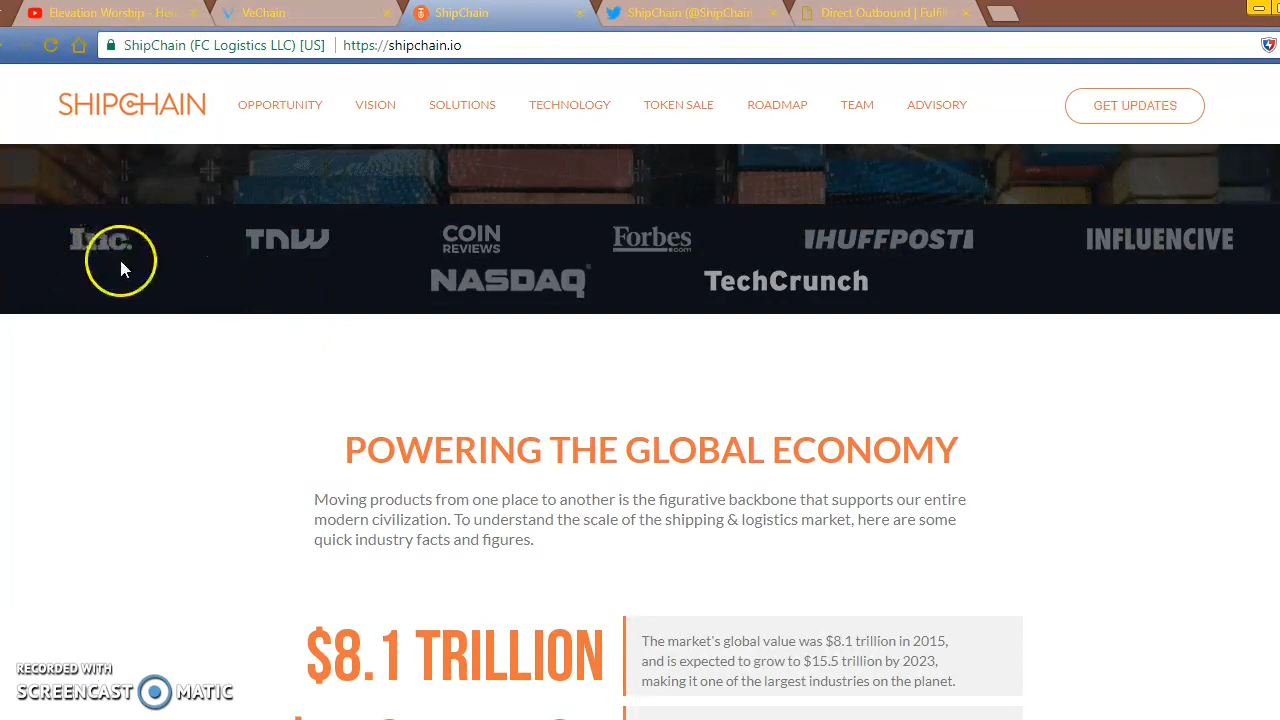 Elevation Worship - He
VeChain
ShipChain
ShipChain (@ShipChain
Direct Outbound | Fulfil
ShipChain (FC Logistics LLC) [US]
https://shipchain.io
SHIPCHAIN
OPPORTUNITY
VISION
SOLUTIONS
TECHNOLOGY
TOKEN SALE
ROADMAP
TEAM
ADVISORY
GET UPDATES
Inc.
TNW
COIN
REVIEWS
Forbes
.com
IHUFFPOSTI
INFLUENCIVE
NASDAQ®
TechCrunch
POWERING THE GLOBAL ECONOMY
Moving products from one place to another is the figurative backbone that supports our entire
modern civilization. To understand the scale of the shipping & logistics market, here are some
quick industry facts and figures.
$8.1 TRILLION
The market's global value was $8.1 trillion in 2015,
and is expected to grow to $15.5 trillion by 2023,
making it one of the largest industries on the planet.
RECORDED WITH
SCREENCAST MATIC